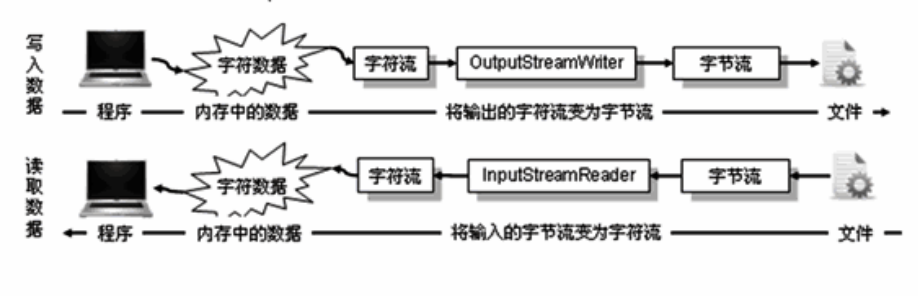 写入数据
字符数据
字符流
OutputStreamWriter
字节流
程序
内存中的数据
将输出的字符流变为字节流
文件
读取数据
字符数据
字符流
InputStreamReader
字节流
程序
内存中的数据
将输入的字节流变为字符流
文件